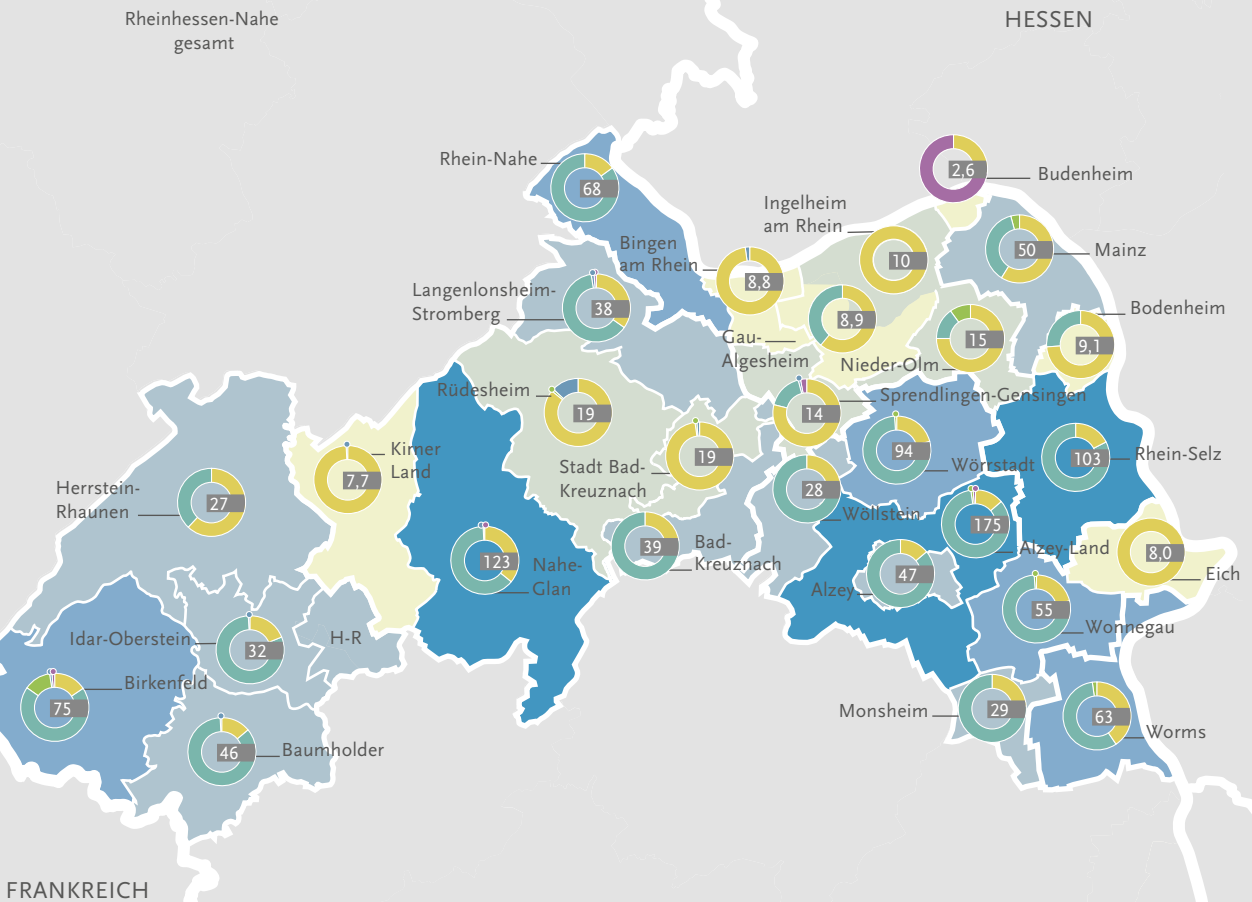 Rheinhessen-Nahe
gesamt
HESSEN
Rhein-Nahe
68
2,6
Budenheim
Ingelheim
am Rhein
10
Bingen
am Rhein
8,8
50
Mainz
Langenlonsheim-
Stromberg
38
8,9
Bodenheim
9,1
Gau-
Algesheim
Nieder-Olm
15
Rüdesheim
19
14
Sprendlingen-Gensingen
Kirner
Land
7,7
Stadt Bad-
Kreuznach
19
94
Wörrstadt
103
Rhein-Selz
Herrstein-
Rhaunen
27
28
Wöllstein
175
Alzey-Land
123
Nahe-
Glan
39
Bad-
Kreuznach
8,0
Eich
Alzey
47
55
Wonnegau
Idar-Oberstein
32
H-R
Birkenfeld
75
Monsheim
29
63
Worms
46
Baumholder
FRANKREICH